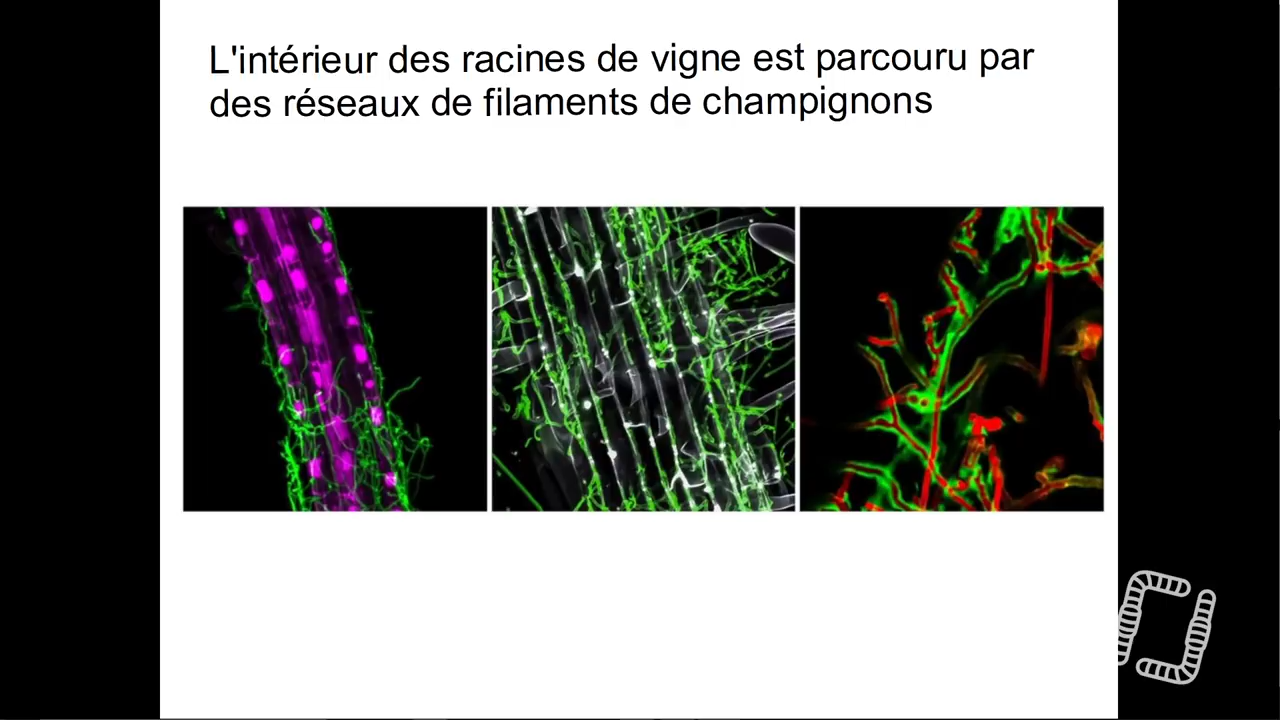 L'intérieur des racines de vigne est parcouru par
des réseaux de filaments de champignons